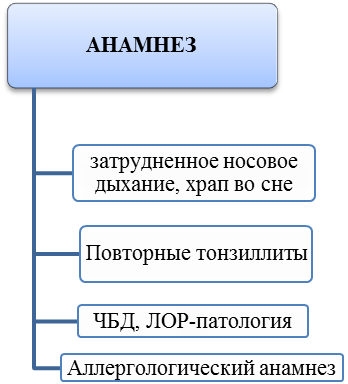 АНАМНЕЗ
затрудненное носовое
дыхание, храп во сне
Повторные тонзиллиты
ЧБД, ЛОР-патология
Аллергологический анамнез